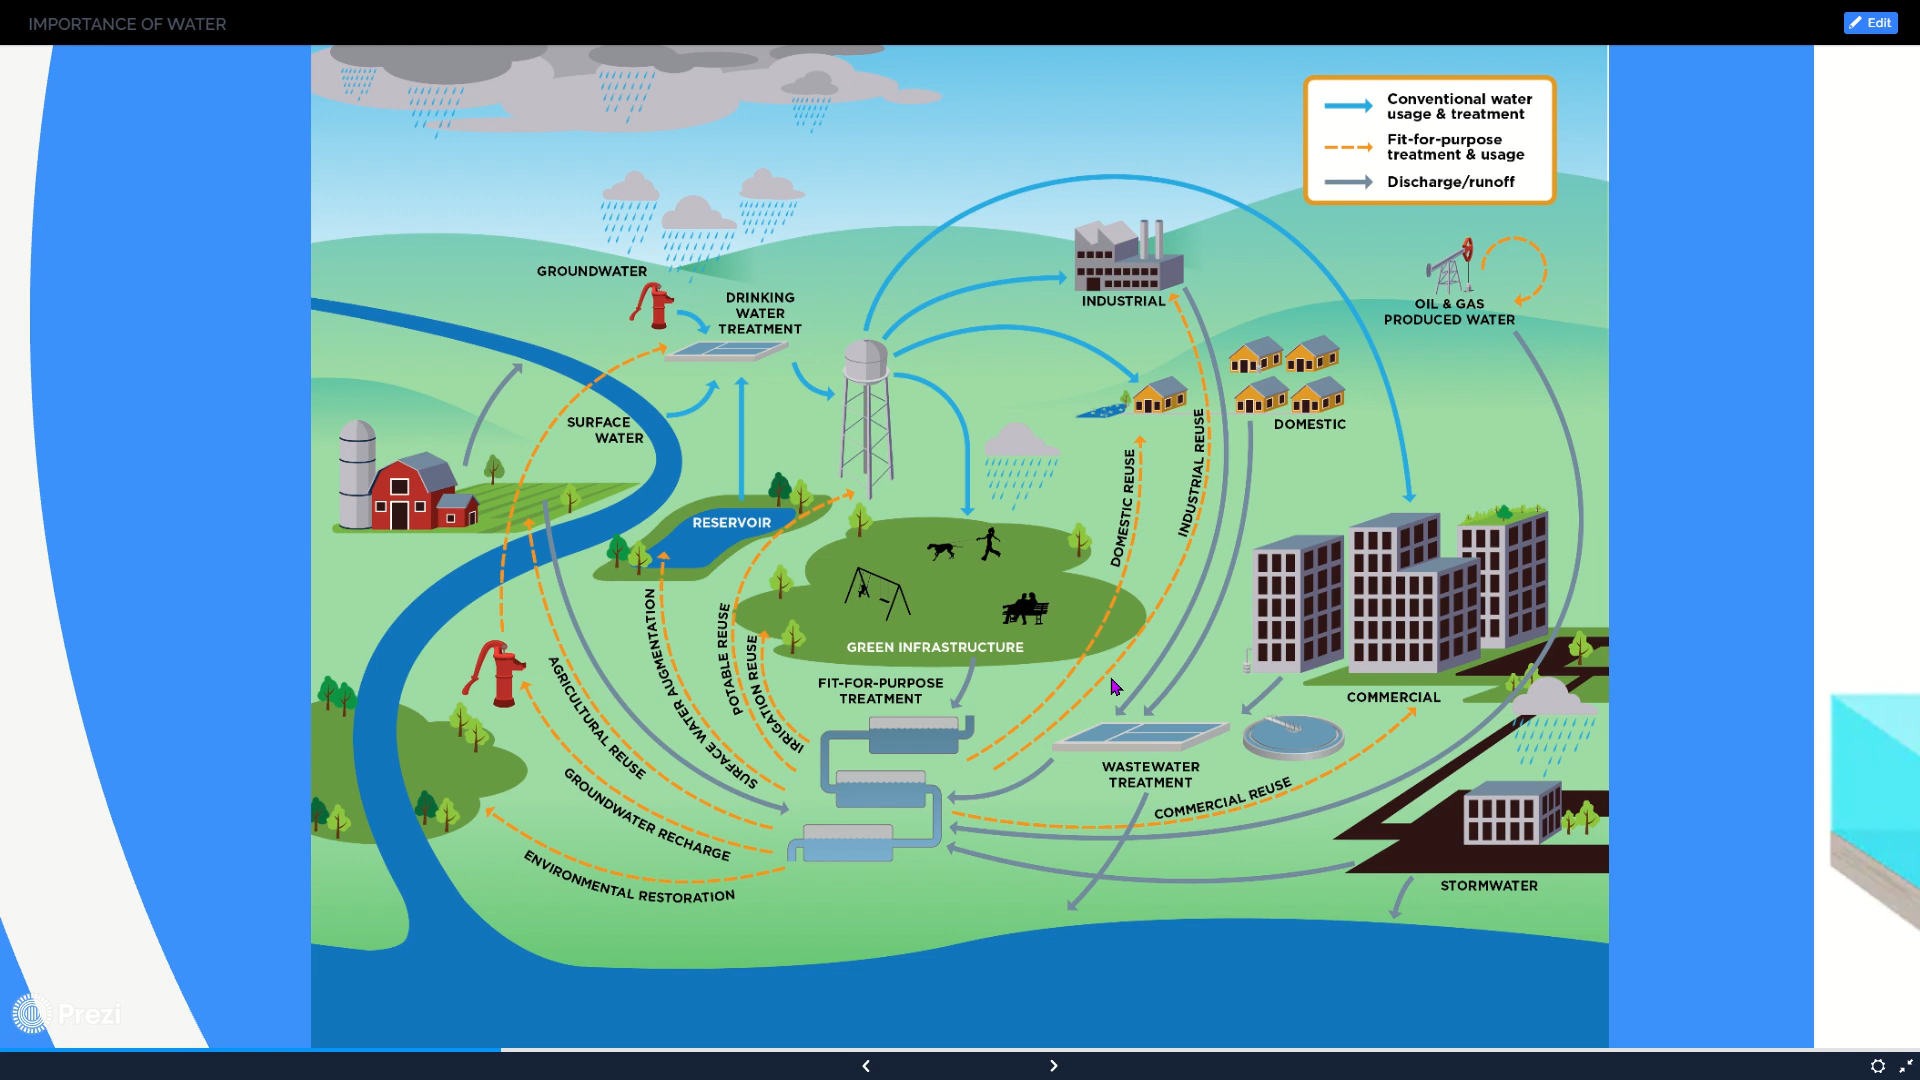 IMPORTANCE OF WATER
Edit
Conventional water
usage & treatment
Fit-for-purpose
treatment & usage
Discharge/runoff
GROUNDWATER
DRINKING
WATER
TREATMENT
INDUSTRIAL
OIL & GAS
PRODUCED WATER
SURFACE
WATER
DOMESTIC
RESERVOIR
DOMESTIC REUSE
INDUSTRIAL REUSE
GREEN INFRASTRUCTURE
FIT-FOR-PURPOSE
TREATMENT
AGRICULTURAL REUSE
SURFACE WATER AUGMENTATION
POTABLE REUSE
IRRIGATION REUSE
COMMERCIAL
WASTEWATER
TREATMENT
COMMERCIAL REUSE
GROUNDWATER RECHARGE
ENVIRONMENTAL RESTORATION
STORMWATER
Prezi